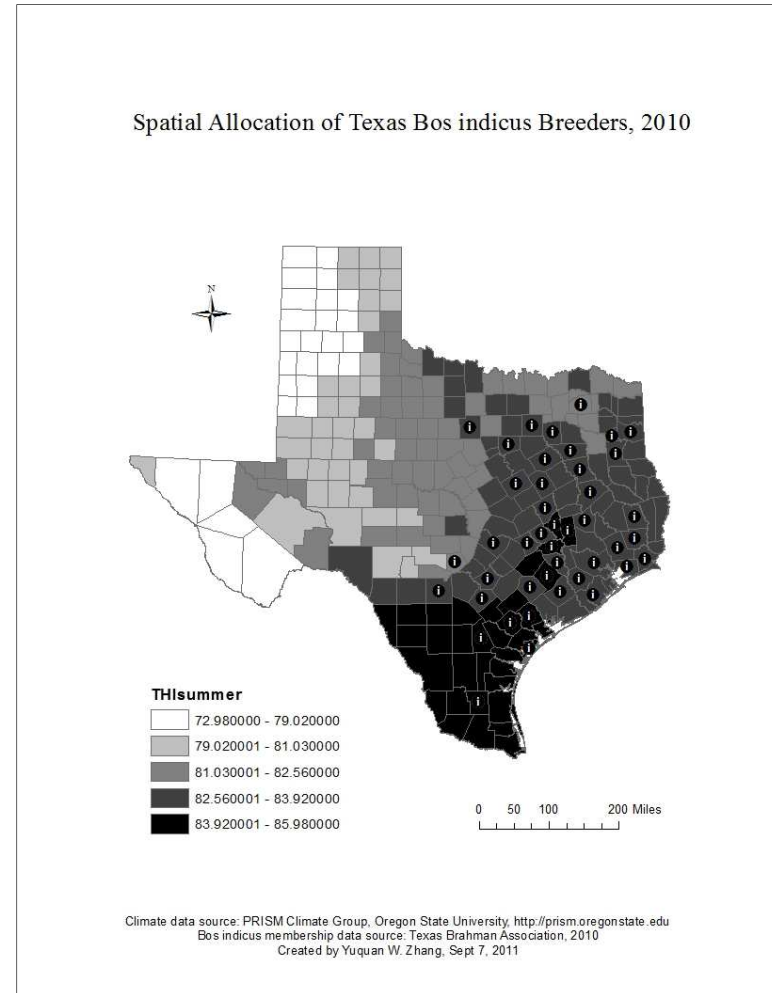 Spatial Allocation of Texas Bos indicus Breeders, 2010
N
THIsummer
72.980000 - 79.020000
79.020001 - 81.030000
81.030001 - 82.560000
82.560001 - 83.920000
83.920001 - 85.980000
0 50 100 200 Miles
Climate data source: PRISM Climate Group, Oregon State University, http://prism.oregonstate.edu
Bos indicus membership data source: Texas Brahman Association, 2010
Created by Yuquan W. Zhang, Sept 7, 2011